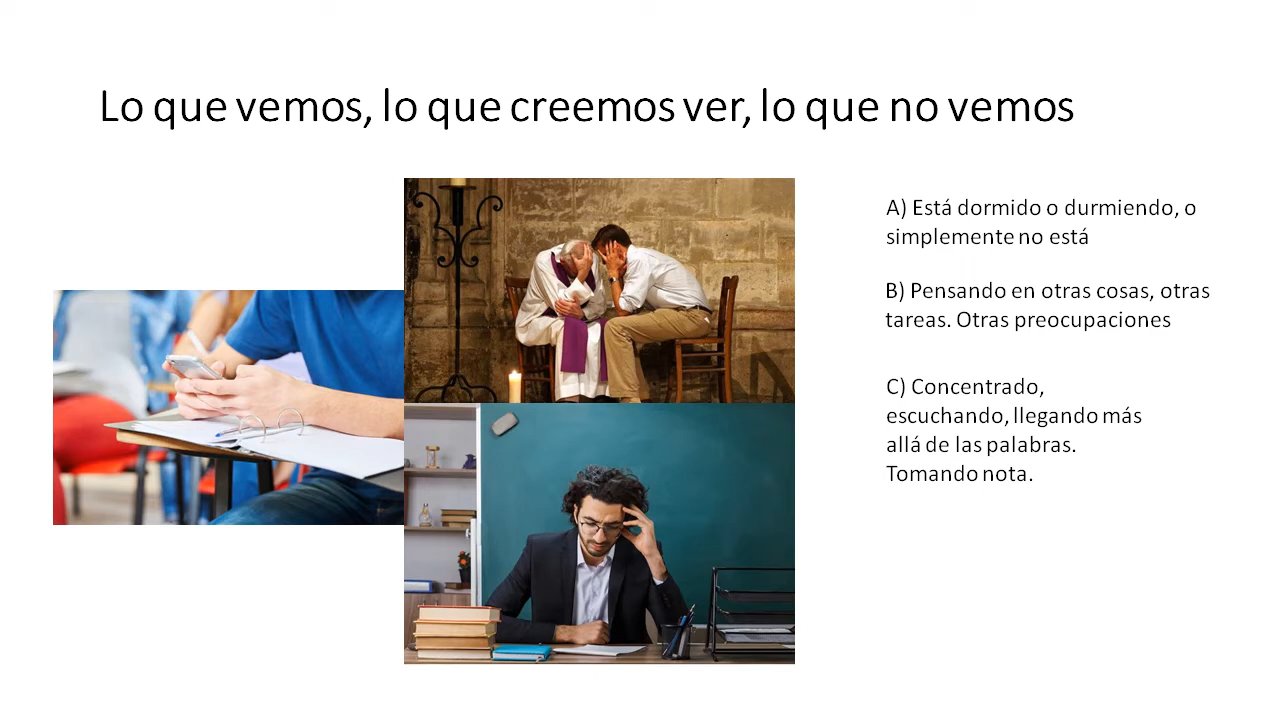 Lo que vemos, lo que creemos ver, lo que no vemos
A) Está dormido o durmiendo, o
simplemente no está
B) Pensando en otras cosas, otras
tareas. Otras preocupaciones
C) Concentrado,
escuchando, llegando más
allá de las palabras.
Tomando nota.